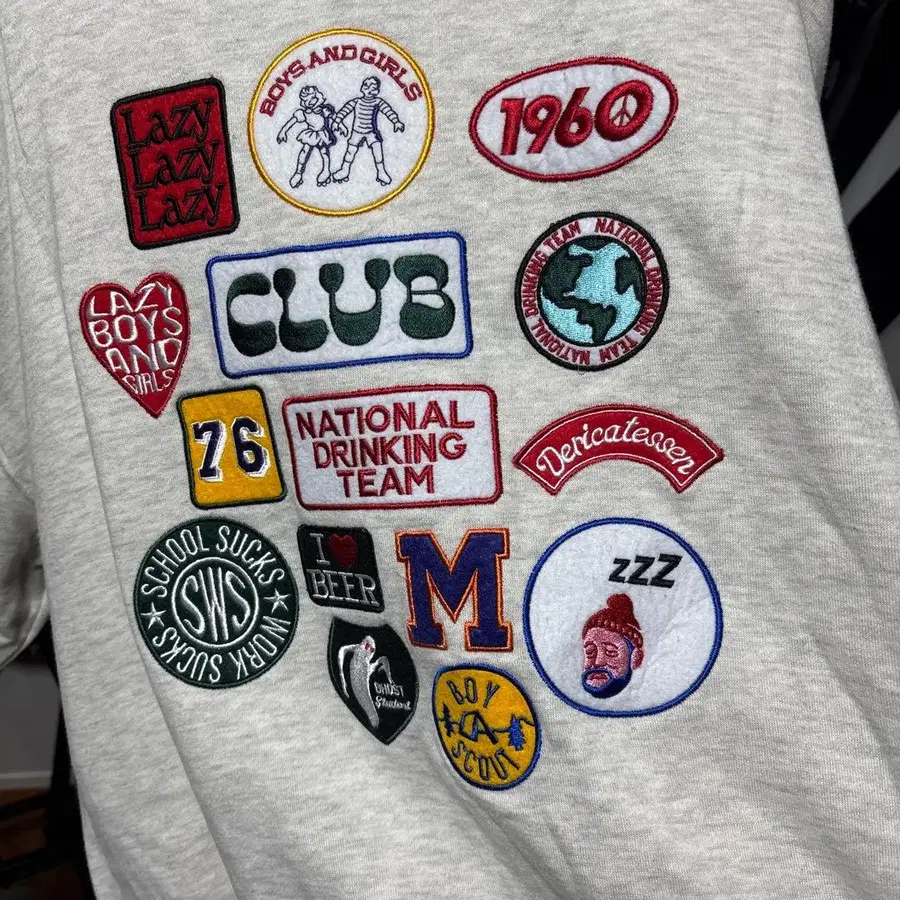 Lazy
Lazy
Lazy
BOYS AND GIRLS
1960
CLUB
NATIONAL DRINKING TEAM NATIONAL DRINKING TEAM
LAZY
BOYS
AND
GIRLS
76
NATIONAL
DRINKING
TEAM
Dericatessen
SCHOOL SUCKS
SWS
WORK SUCKS
I
BEER
M
zzZ
GHOST
Student
BOY
LA
SCOUT